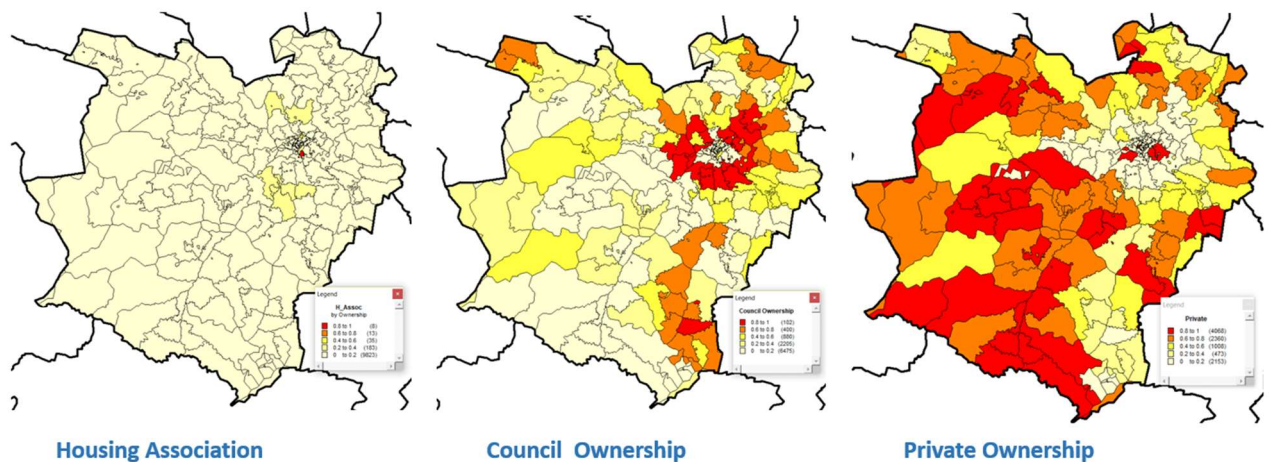 Legend
H_Assoc
by Ownership
0.8 to 1 (8)
0.6 to 0.8 (13)
0.4 to 0.6 (35)
0.2 to 0.4 (183)
0 to 0.2 (9823)
Legend
Council Ownership
0.8 to 1 (102)
0.6 to 0.8 (400)
0.4 to 0.6 (880)
0.2 to 0.4 (2205)
0 to 0.2 (6475)
Legend
Private
0.8 to 1 (4068)
0.6 to 0.8 (2360)
0.4 to 0.6 (1008)
0.2 to 0.4 (473)
0 to 0.2 (2153)
Housing Association
Council Ownership
Private Ownership